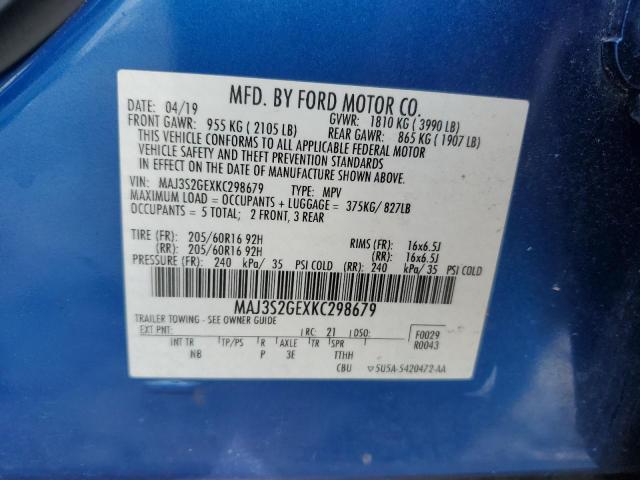 MFD. BY FORD MOTOR CO.
DATE: 04/19 GVWR: 1810 KG ( 3990 LB)
FRONT GAWR: 955 KG ( 2105 LB) REAR GAWR: 865 KG ( 1907 LB)
THIS VEHICLE CONFORMS TO ALL APPLICABLE FEDERAL MOTOR
VEHICLE SAFETY AND THEFT PREVENTION STANDARDS
IN EFFECT ON THE DATE OF MANUFACTURE SHOWN ABOVE.
VIN: MAJ3S2GEXKC298679 TYPE: MPV
MAXIMUM LOAD = OCCUPANTS + LUGGAGE = 375KG/ 827LB
OCCUPANTS = 5 TOTAL; 2 FRONT, 3 REAR
TIRE (FR): 205/60R16 92H RIMS (FR): 16x6.5J
(RR): 205/60R16 92H (RR): 16x6.5J
PRESSURE (FR): 240 kPa/ 35 PSI COLD (RR): 240 kPa/ 35 PSI COLD
MAJ3S2GEXKC298679
TRAILER TOWING - SEE OWNER GUIDE
EXT PNT: RC: 21 DSO: F0029
R0043
INT TR TP/PS R AXLE TR SPR
NB P 3E TTHH
CBU ▽5U5A-5420472-AA